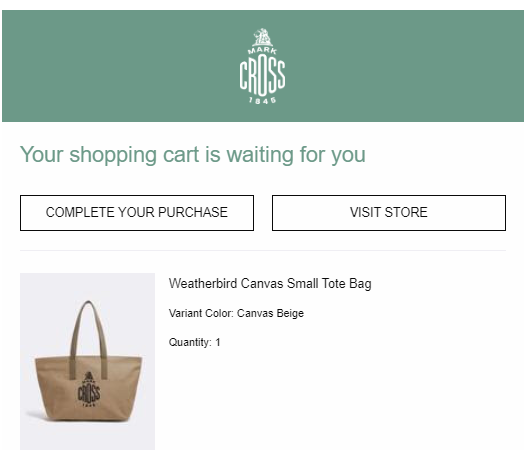 MARK
CROSS
1845
Your shopping cart is waiting for you
COMPLETE YOUR PURCHASE
VISIT STORE
Weatherbird Canvas Small Tote Bag
Variant Color: Canvas Beige
Quantity: 1
MARK
CROSS
1845